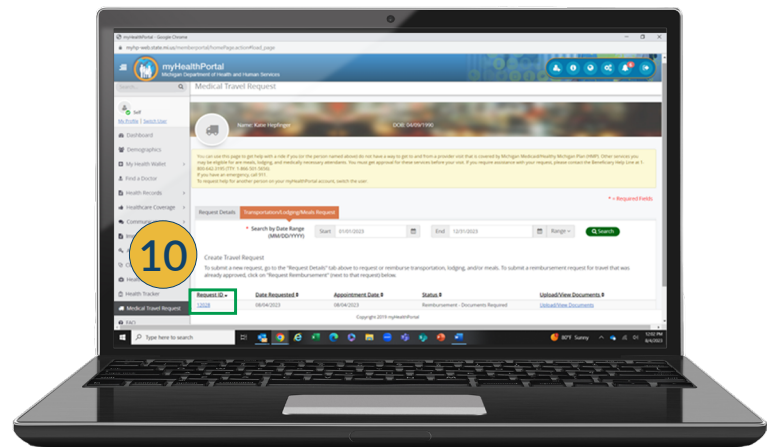 myHealthPortal - Google Chrome
myhp-web.state.mi.us/memberportal/homePage.action#load_page
myHealthPortal
Michigan Department of Health and Human Services
Search...
Medical Travel Request
Self
My Profile | Switch User
Name: Katie Hepfinger
DOB: 04/09/1990
Dashboard
Demographics
My Health Wallet
Find a Doctor
Health Records
Healthcare Coverage
You can use this page to get help with a ride if you (or the person named above) do not have a way to get to and from a provider visit that is covered by Michigan Medicaid/Healthy Michigan Plan (HMP). Other services you
may be eligible for are meals, lodging, and medically necessary attendants. You must get approval for these services before your visit. If you require assistance with your request, please contact the Beneficiary Help Line at 1-
800-642-3195 (TTY: 1-866-501-5656).
If you have an emergency, call 911.
To request help for another person on your myHealthPortal account, switch the user.
* = Required Fields
Request Details
Transportation/Lodging/Meals Request
* Search by Date Range
(MM/DD/YYYY)
Start 01/01/2023
End 12/31/2023
Range
Search
10
Create Travel Request
To submit a new request, go to the "Request Details" tab above to request or reimburse transportation, lodging, and/or meals. To submit a reimbursement request for travel that was
already approved, click on "Request Reimbursement" (next to that request) below.
Health Tracker
Medical Travel Request
FAQ
Request ID Date Requested Appointment Date Status Upload/View Documents
12028 08/04/2023 08/04/2023 Reimbursement - Documents Required Upload/View Documents
Copyright 2019 myHealthPortal
Type here to search
80°F Sunny
12:02 PM
8/4/2023